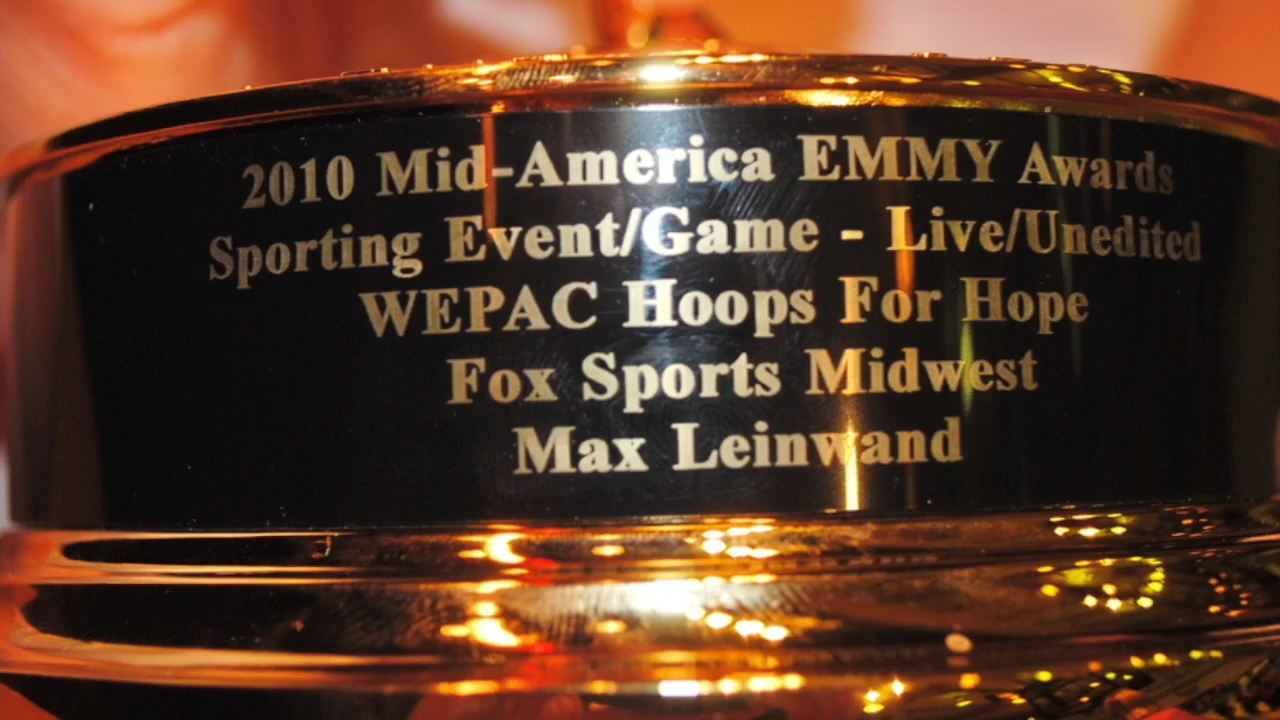 2010 Mid-America EMMY Awards
Sporting Event/Game - Live/Unedited
WEPAC Hoops For Hope
Fox Sports Midwest
Max Leinwand